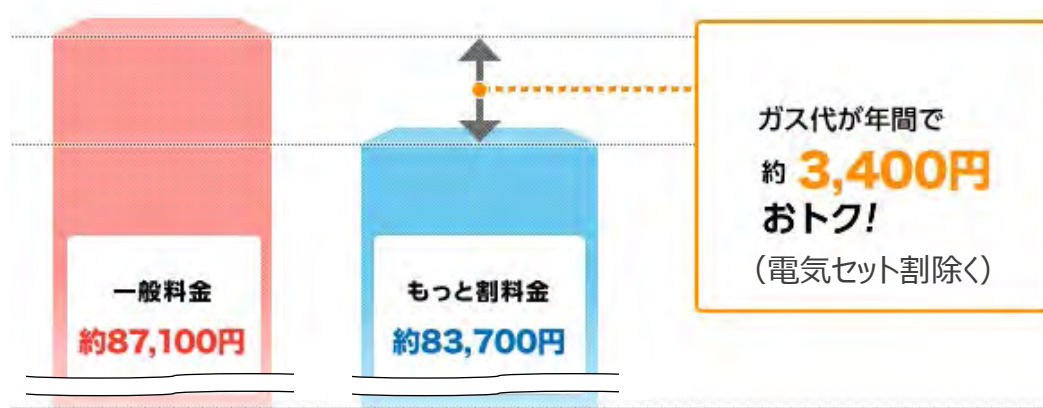 一般料金
約87,100円
もっと割料金
約83,700円
ガス代が年間で
約 3,400円
おトク!
（電気セット割除く）